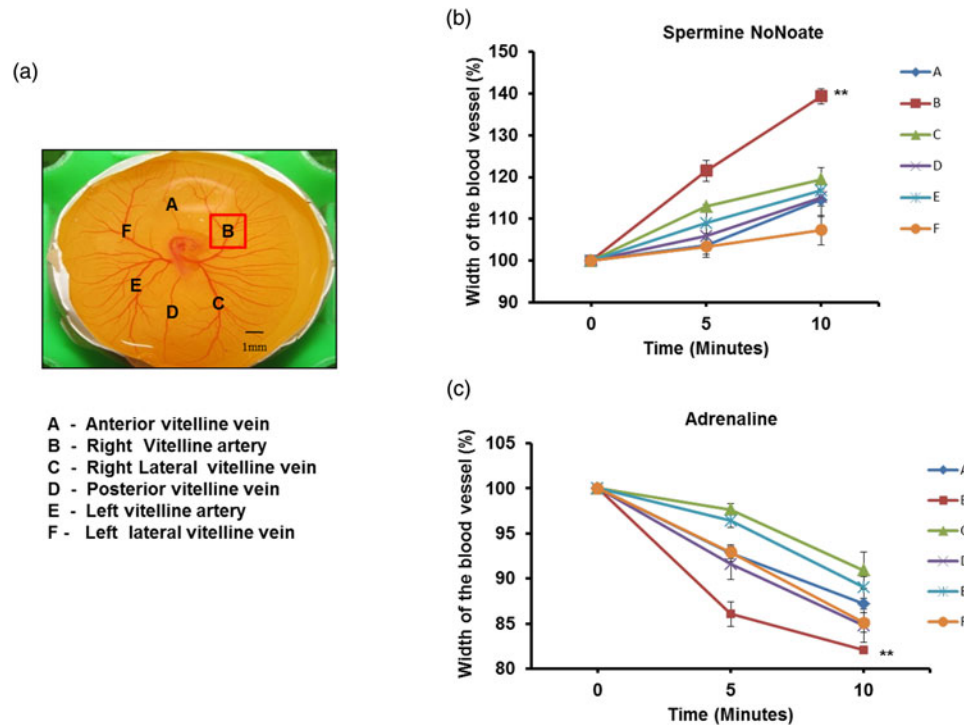 (a)
A
B
F
E
D
C
1mm
A - Anterior vitelline vein
B - Right Vitelline artery
C - Right Lateral vitelline vein
D - Posterior vitelline vein
E - Left vitelline artery
F - Left lateral vitelline vein
(b)
Spermine NoNoate
Width of the blood vessel (%)
150
140
130
120
110
100
90
**
0 5 10
Time (Minutes)
A
B
C
D
E
F
(c)
Adrenaline
Width of the blood vessel (%)
105
100
95
90
85
80
**
0 5 10
Time (Minutes)